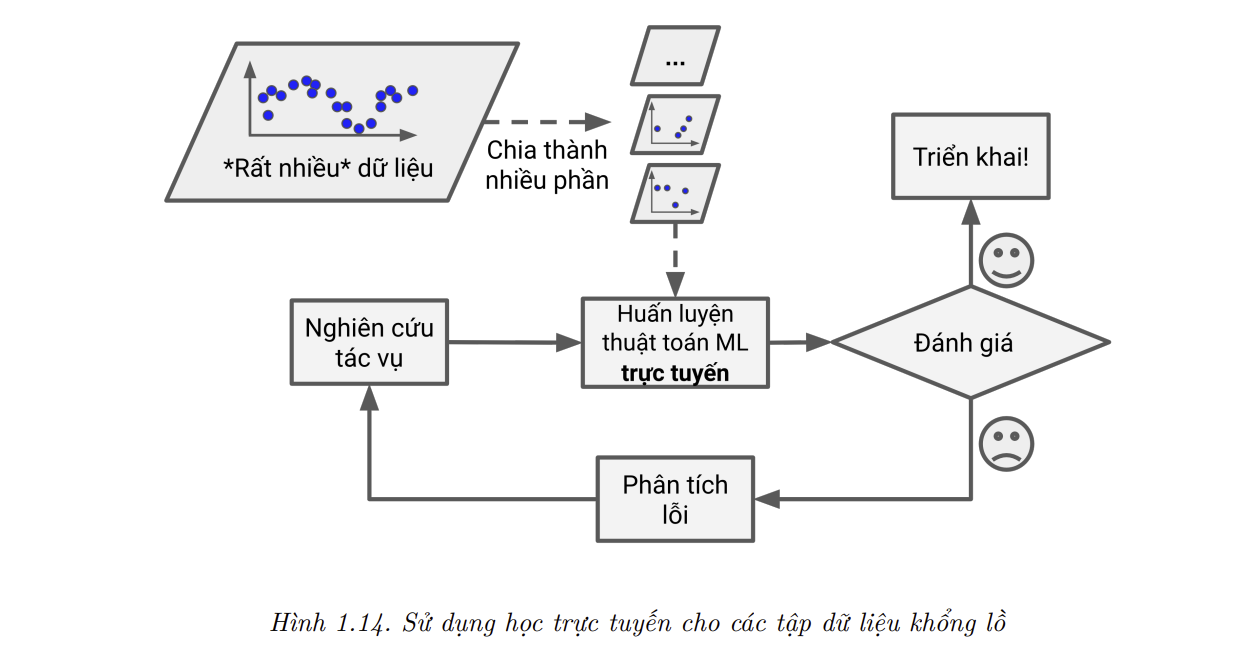 *Rất nhiều* dữ liệu
Chia thành
nhiều phần
...
Triển khai!
Nghiên cứu
tác vụ
Huấn luyện
thuật toán ML
trực tuyến
Đánh giá
Phân tích
lỗi
Hình 1.14. Sử dụng học trực tuyến cho các tập dữ liệu khổng lồ